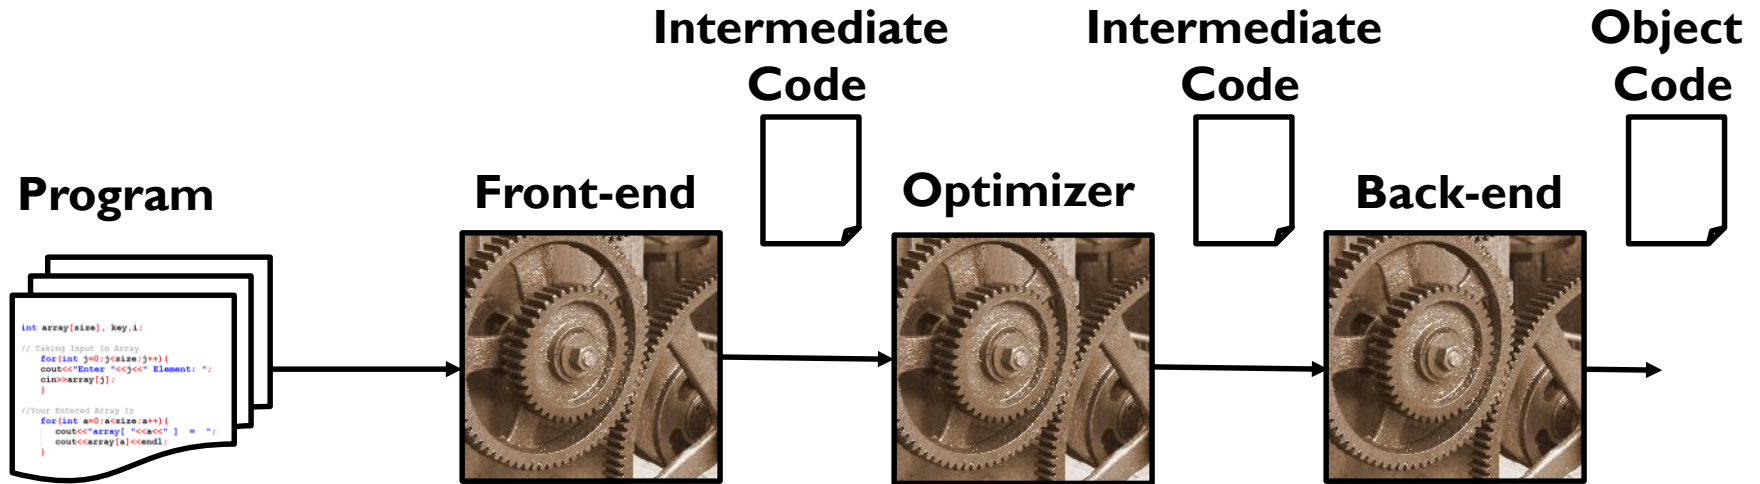 Intermediate
Code
Intermediate
Code
Object
Code
Program
Front-end
Optimizer
Back-end
int array[size], key,i;
// Taking Input In Array
for(int j=0;j<size;j++){
cout<<"Enter "<<j<<" Element: ";
cin>>array[j];
}
//Your Entered Array Is
for(int a=0;a<size;a++){
cout<<"array[ "<<a<<" ]  =  ";
cout<<array[a]<<endl;
}